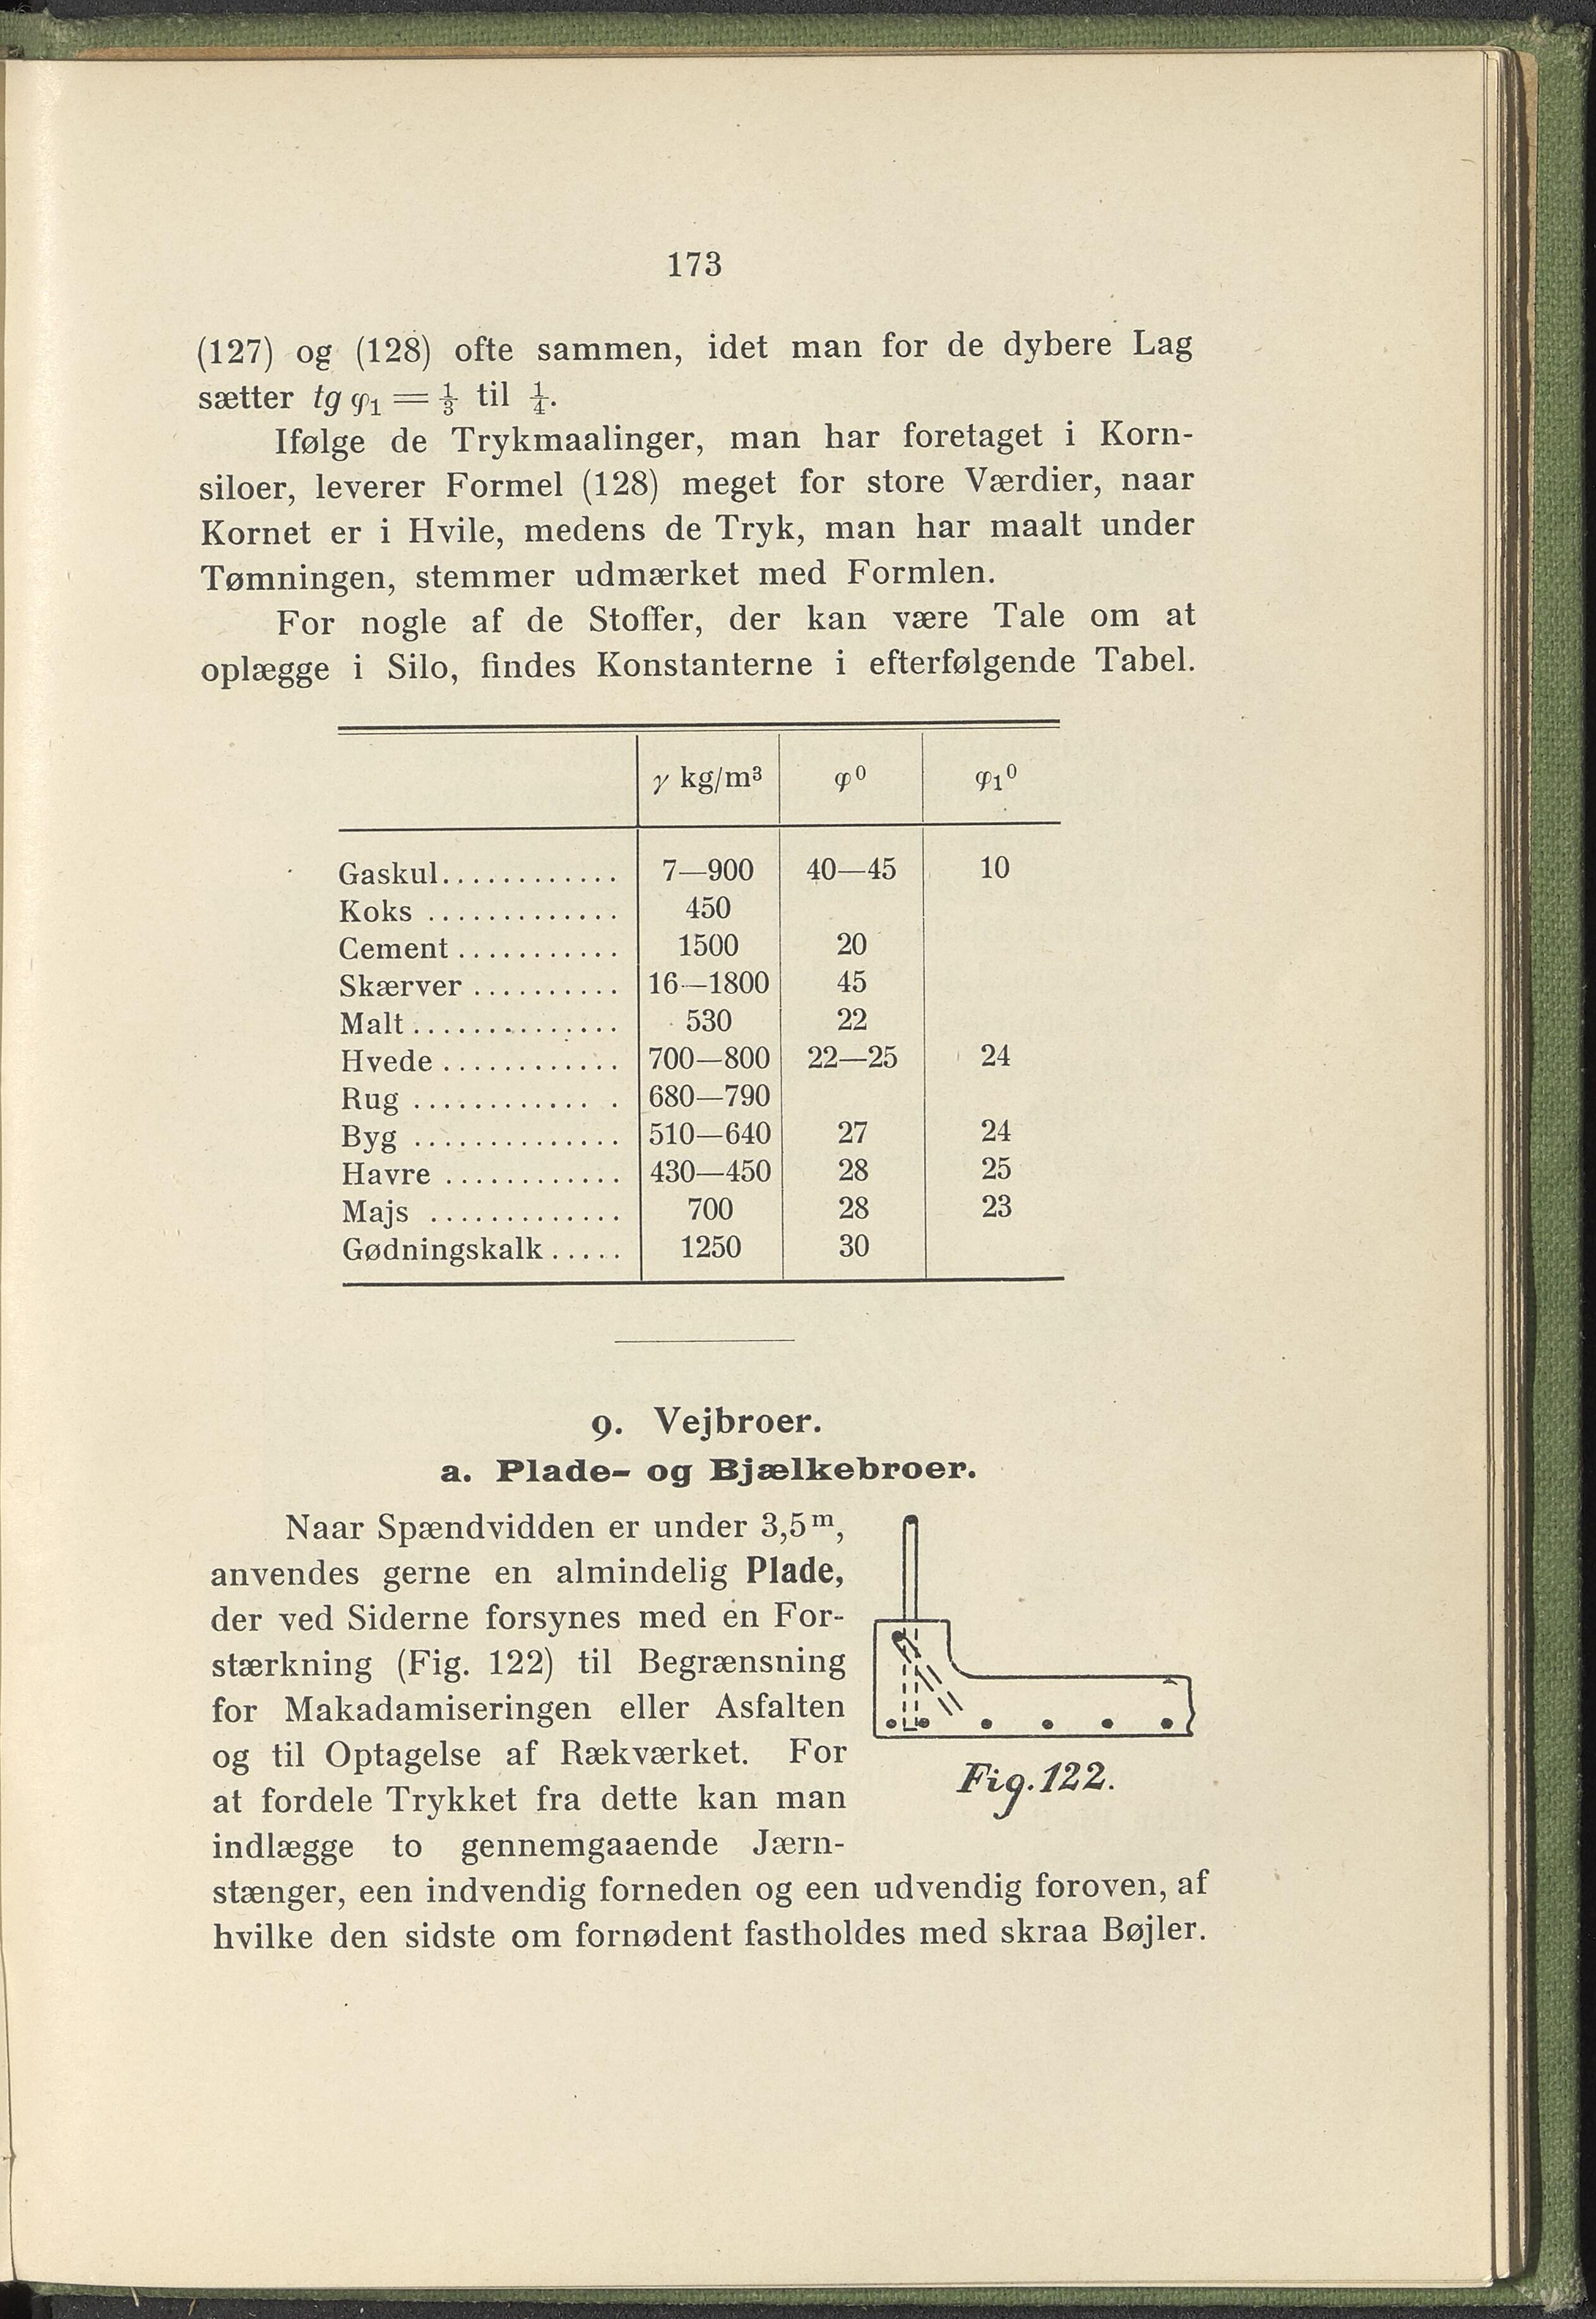 173
(127) og (128) ofte sammen, idet man for de dybere Lag
sætter tg φ₁ = ⅓ til ¼.
Ifølge de Trykmaalinger, man har foretaget i Korn-
siloer, leverer Formel (128) meget for store Værdier, naar
Kornet er i Hvile, medens de Tryk, man har maalt under
Tømningen, stemmer udmærket med Formlen.
For nogle af de Stoffer, der kan være Tale om at
oplægge i Silo, findes Konstanterne i efterfølgende Tabel.
γ kg/m³ φ⁰ φ₁⁰
Gaskul............ 7—900 40—45 10
Koks ............. 450
Cement........... 1500 20
Skærver .......... 16—1800 45
Malt.............. 530 22
Hvede............ 700—800 22—25 24
Rug ............. . 680—790
Byg .............. 510—640 27 24
Havre ............ 430—450 28 25
Majs ............. 700 28 23
Gødningskalk..... 1250 30
9. Vejbroer.
a. Plade- og Bjælkebroer.
Naar Spændvidden er under 3,5ᵐ,
anvendes gerne en almindelig Plade,
der ved Siderne forsynes med en For-
stærkning (Fig. 122) til Begrænsning
for Makadamiseringen eller Asfalten
og til Optagelse af Rækværket. For
at fordele Trykket fra dette kan man
indlægge to gennemgaaende Jærn-
stænger, een indvendig forneden og een udvendig foroven, af
hvilke den sidste om fornødent fastholdes med skraa Bøjler.
Fig. 122.